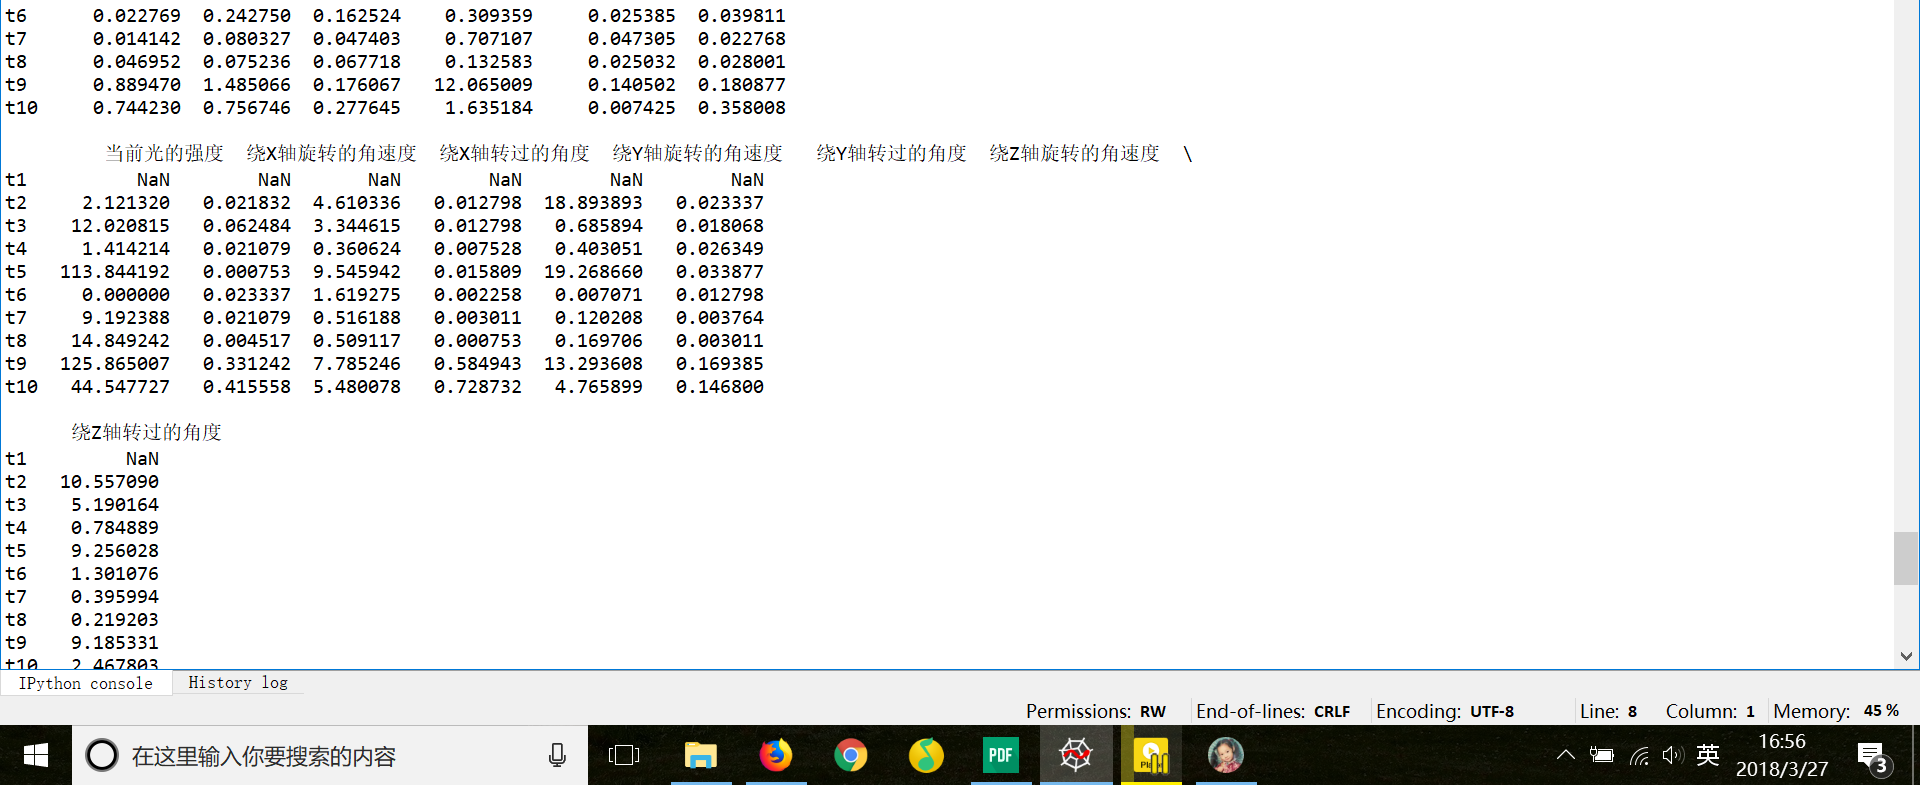 t6 0.022769 0.242750 0.162524 0.309359 0.025385 0.039811
t7 0.014142 0.080327 0.047403 0.707107 0.047305 0.022768
t8 0.046952 0.075236 0.067718 0.132583 0.025032 0.028001
t9 0.889470 1.485066 0.176067 12.065009 0.140502 0.180877
t10 0.744230 0.756746 0.277645 1.635184 0.007425 0.358008
当前光的强度 绕X轴旋转的角速度 绕X轴转过的角度 绕Y轴旋转的角速度 绕Y轴转过的角度 绕Z轴旋转的角速度 \
t1 NaN NaN NaN NaN NaN NaN
t2 2.121320 0.021832 4.610336 0.012798 18.893893 0.023337
t3 12.020815 0.062484 3.344615 0.012798 0.685894 0.018068
t4 1.414214 0.021079 0.360624 0.007528 0.403051 0.026349
t5 113.844192 0.000753 9.545942 0.015809 19.268660 0.033877
t6 0.000000 0.023337 1.619275 0.002258 0.007071 0.012798
t7 9.192388 0.021079 0.516188 0.003011 0.120208 0.003764
t8 14.849242 0.004517 0.509117 0.000753 0.169706 0.003011
t9 125.865007 0.331242 7.785246 0.584943 13.293608 0.169385
t10 44.547727 0.415558 5.480078 0.728732 4.765899 0.146800
绕Z轴转过的角度
t1 NaN
t2 10.557090
t3 5.190164
t4 0.784889
t5 9.256028
t6 1.301076
t7 0.395994
t8 0.219203
t9 9.185331
t10 2.467803
IPython console History log
Permissions: RW End-of-lines: CRLF Encoding: UTF-8 Line: 8 Column: 1 Memory: 45 %
在这里输入你要搜索的内容 PDF 英 16:56
2018/3/27 3